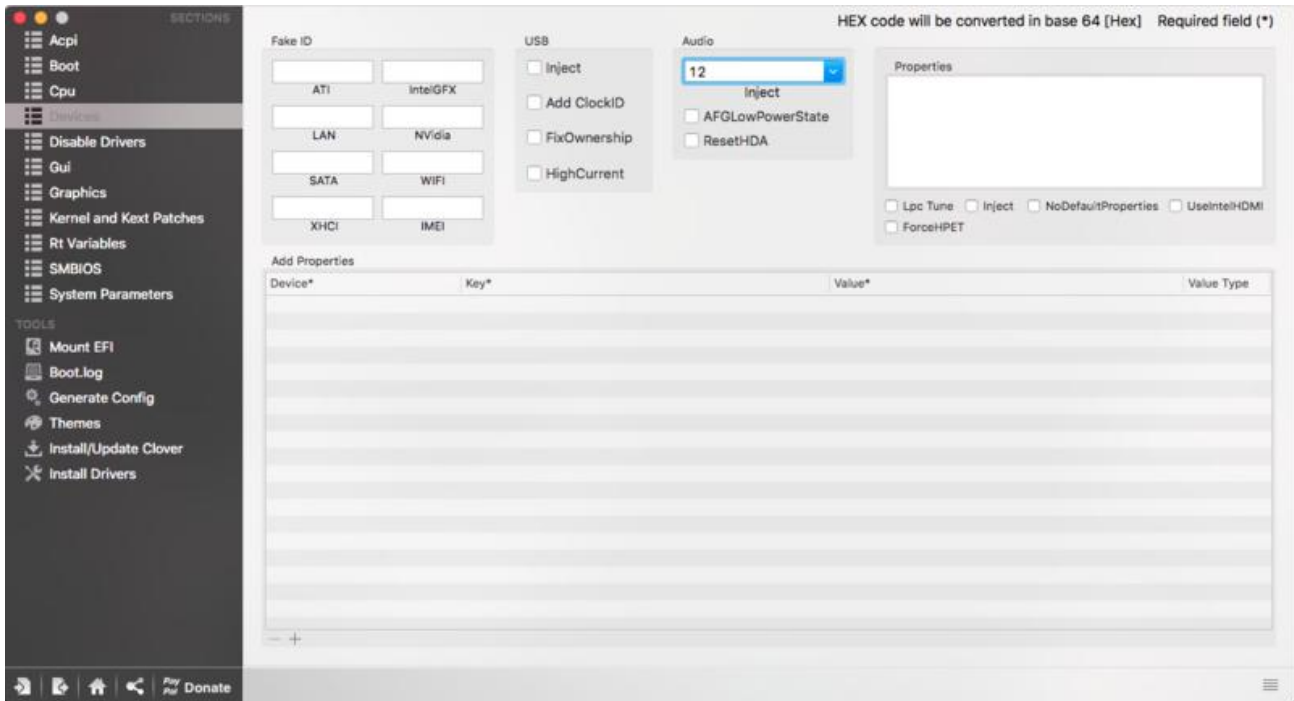 SECTIONS
Acpi
Boot
Cpu
Devices
Disable Drivers
Gui
Graphics
Kernel and Kext Patches
Rt Variables
SMBIOS
System Parameters
TOOLS
Mount EFI
Boot.log
Generate Config
Themes
Install/Update Clover
Install Drivers
Pay Pal Donate
HEX code will be converted in base 64 [Hex] Required field (*)
Fake ID
ATI IntelGFX
LAN NVidia
SATA WIFI
XHCI IMEI
USB
Inject
Add ClockID
FixOwnership
HighCurrent
Audio
12
Inject
AFGLowPowerState
ResetHDA
Properties
Lpc Tune Inject NoDefaultProperties UseIntelHDMI
ForceHPET
Add Properties
Device* Key* Value* Value Type